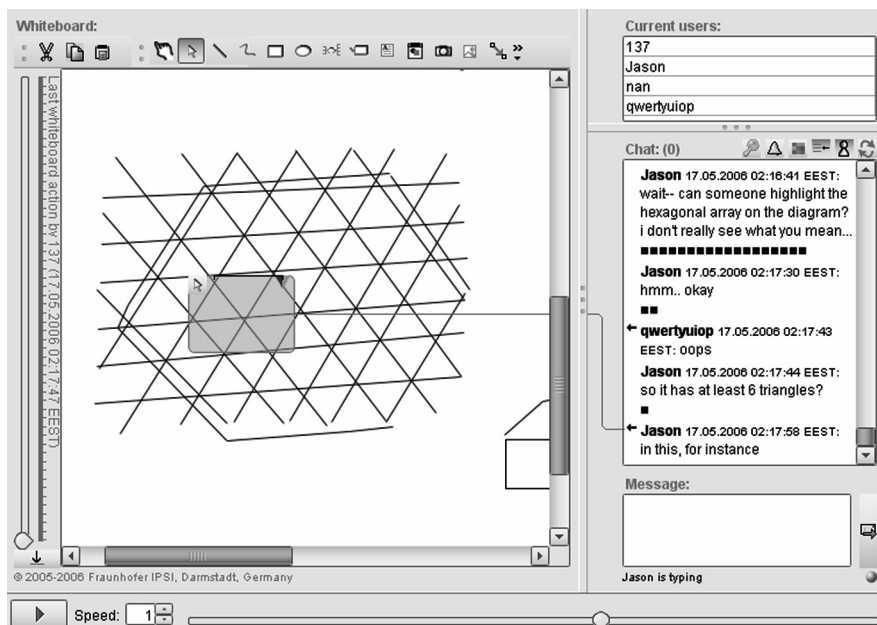 Whiteboard:
Last whiteboard action by 137 (17.05.2006 02:17:47 EEST)
© 2005-2006 Fraunhofer IPSI, Darmstadt, Germany
Speed: 1
Current users:
137
Jason
nan
qwertyuiop
Chat: (0)
Jason 17.05.2006 02:16:41 EEST:
wait-- can someone highlight the
hexagonal array on the diagram?
i don't really see what you mean...
Jason 17.05.2006 02:17:30 EEST:
hmm.. okay
qwertyuiop 17.05.2006 02:17:43
EEST: oops
Jason 17.05.2006 02:17:44 EEST:
so it has at least 6 triangles?
Jason 17.05.2006 02:17:58 EEST:
in this, for instance
Message:
Jason is typing